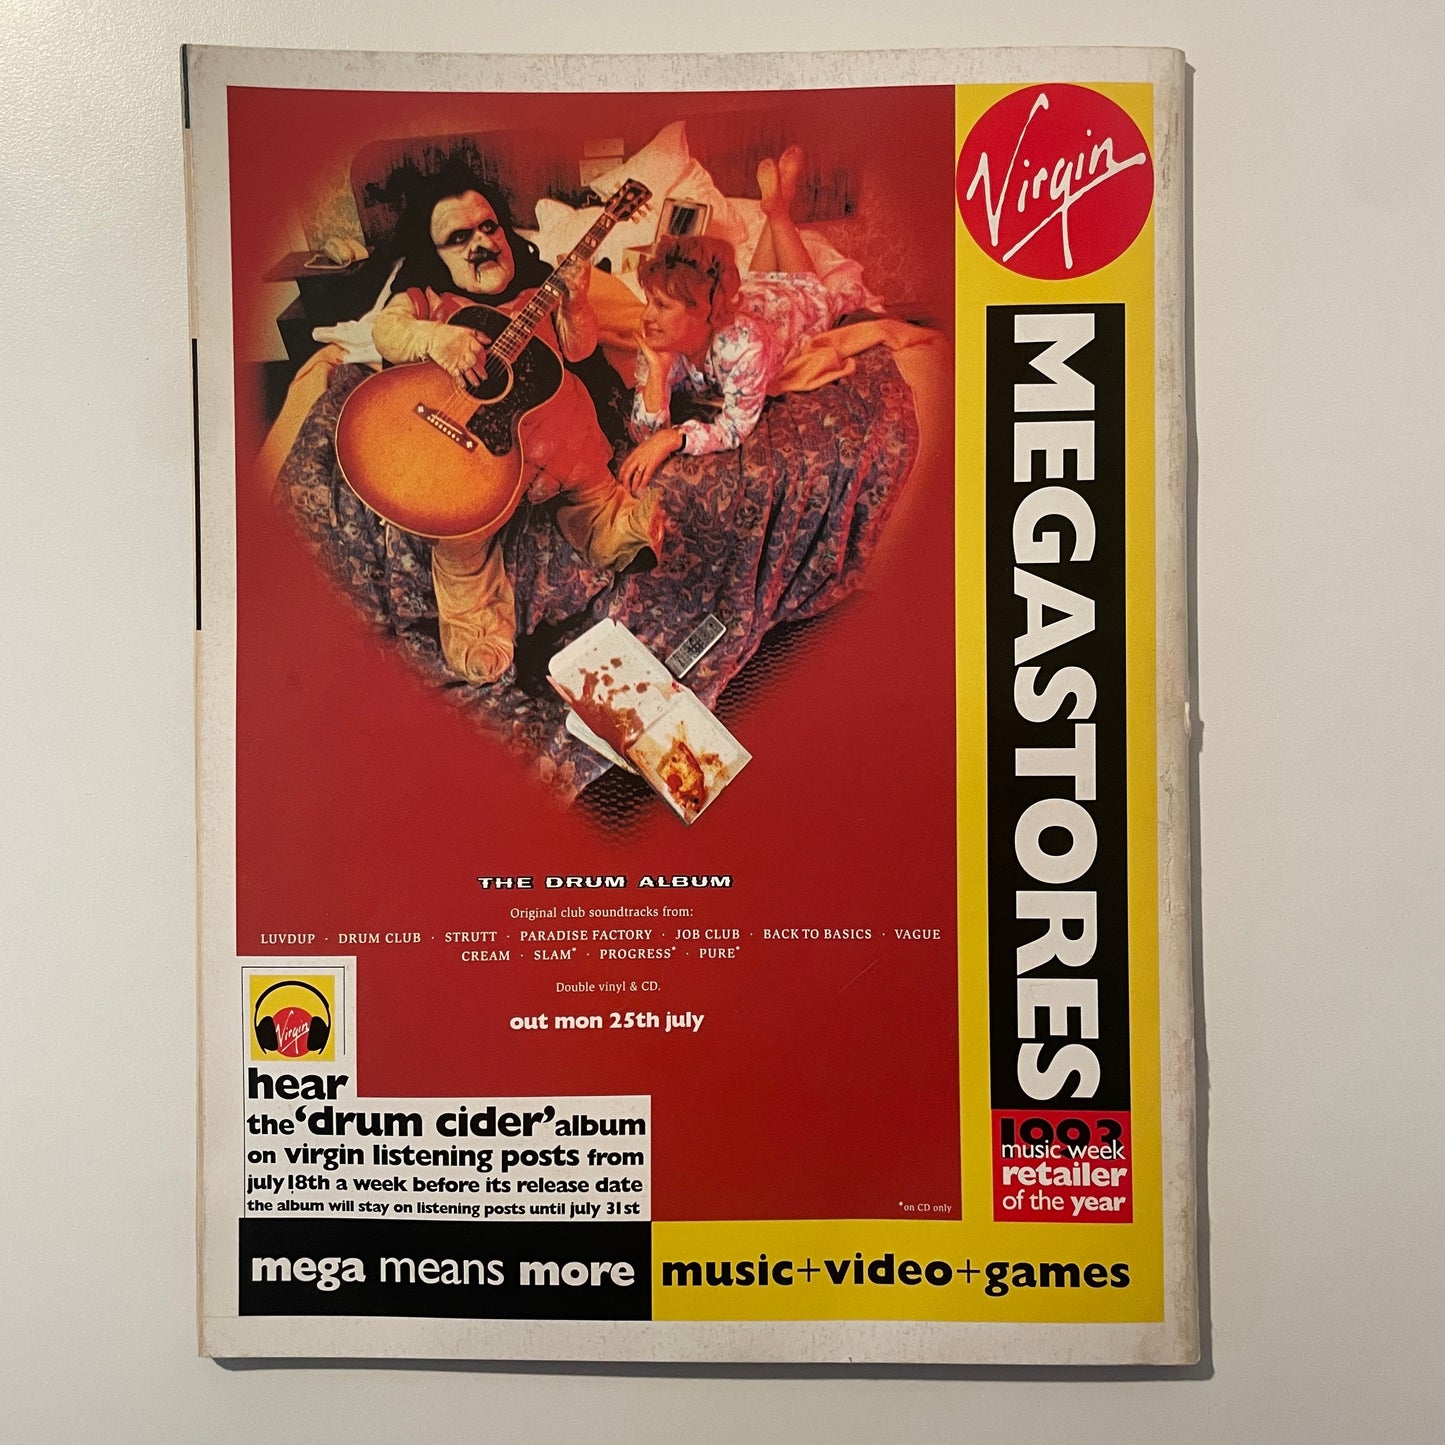 Virgin
MEGASTORES
THE DRUM ALBUM
Original club soundtracks from:
LUVDUP · DRUM CLUB · STRUTT · PARADISE FACTORY · JOB CLUB · BACK TO BASICS · VAGUE
CREAM · SLAM* · PROGRESS* · PURE*
Double vinyl & CD.
out mon 25th july
Virgin
hear
the ‘drum cider’ album
on virgin listening posts from
july 18th a week before its release date
the album will stay on listening posts until july 31st
*on CD only
1993
music week
retailer
of the year
mega means more
music+video+games